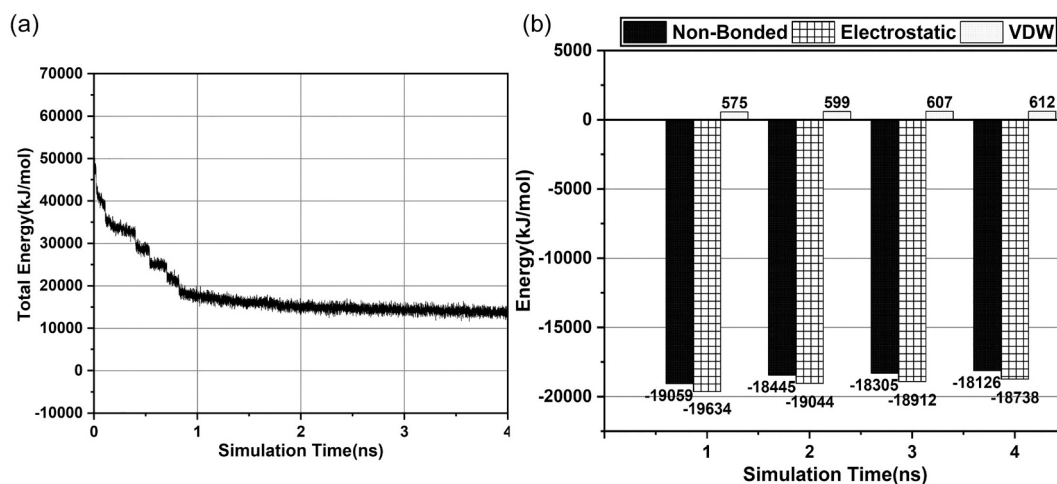 (a)
70000
60000
50000
40000
30000
20000
10000
0
-10000
Total Energy(kJ/mol)
0 1 2 3 4
Simulation Time(ns)
(b)
Non-Bonded Electrostatic VDW
5000
0
-5000
-10000
-15000
-20000
Energy(kJ/mol)
575 599 607 612
-19059 -18445 -18305 -18126
-19634 -19044 -18912 -18738
1 2 3 4
Simulation Time(ns)